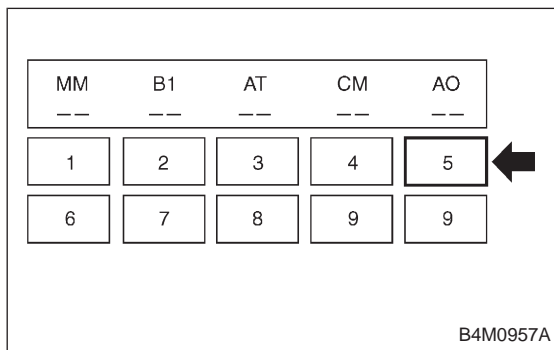 MM B1 AT CM AO
-- -- -- -- --
1 2 3 4 5
6 7 8 9 9
B4M0957A